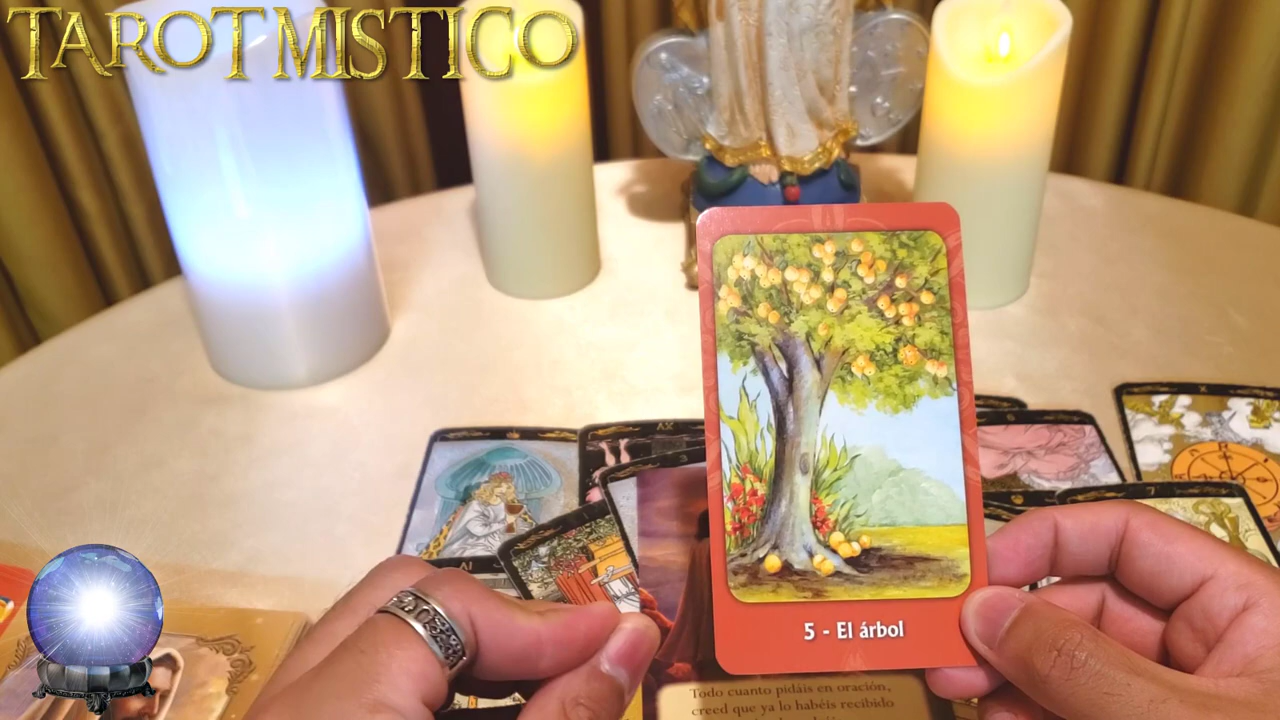 TAROT MISTICO
5 - El árbol
Todo cuanto pidáis en oración,
creed que ya lo habéis recibido